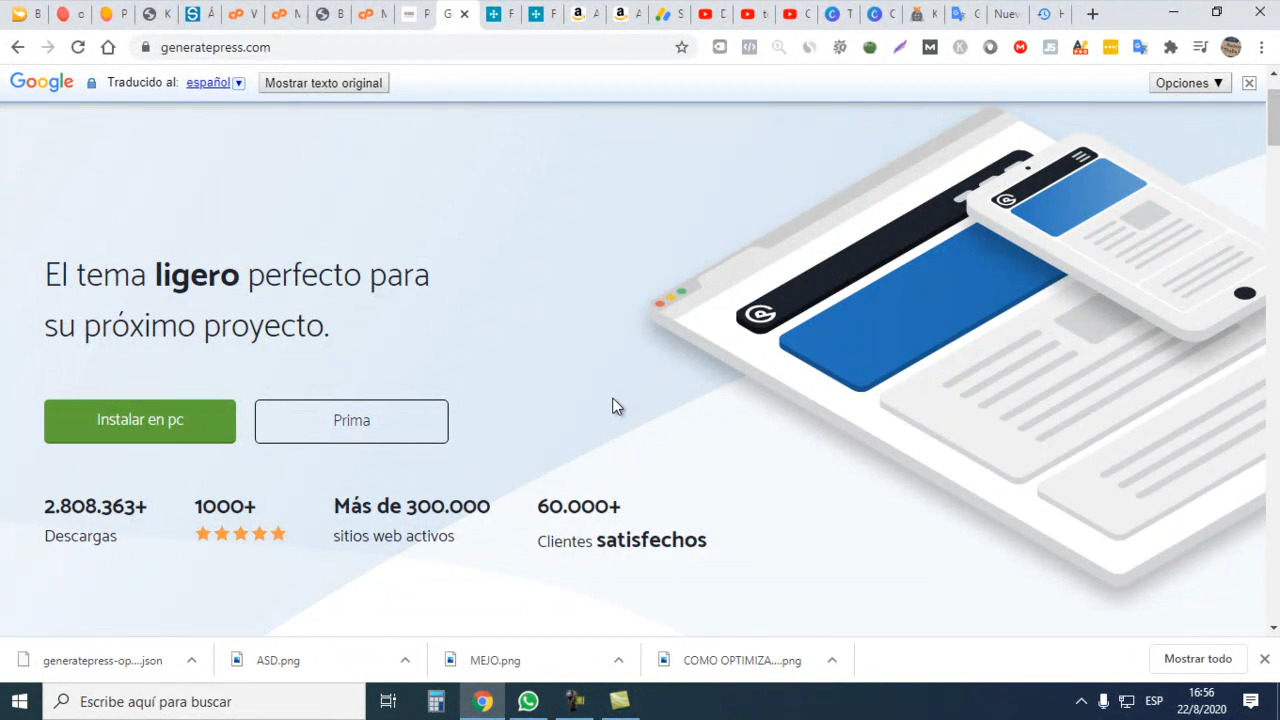 generatepress.com
Google Traducido al: español Mostrar texto original Opciones ▼
El tema ligero perfecto para
su próximo proyecto.
Instalar en pc
Prima
2.808.363+
Descargas
1000+
Más de 300.000
sitios web activos
60.000+
Clientes satisfechos
generatepress-op....json
ASD.png
MEJO.png
COMO OPTIMIZA....png
Mostrar todo
Escribe aquí para buscar
ESP
16:56
22/8/2020